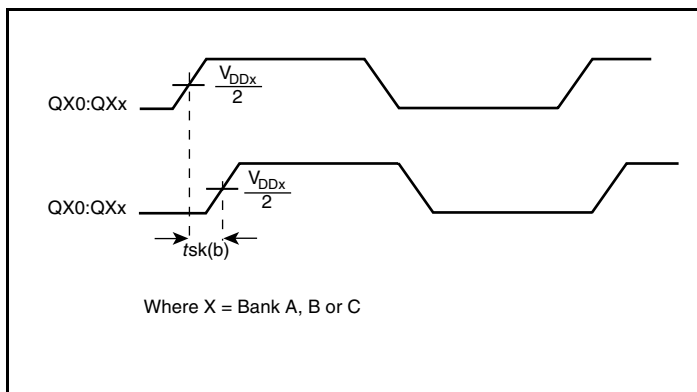 QX0:QXx
VDDx
2
QX0:QXx
VDDx
2
tsk(b)
Where X = Bank A, B or C